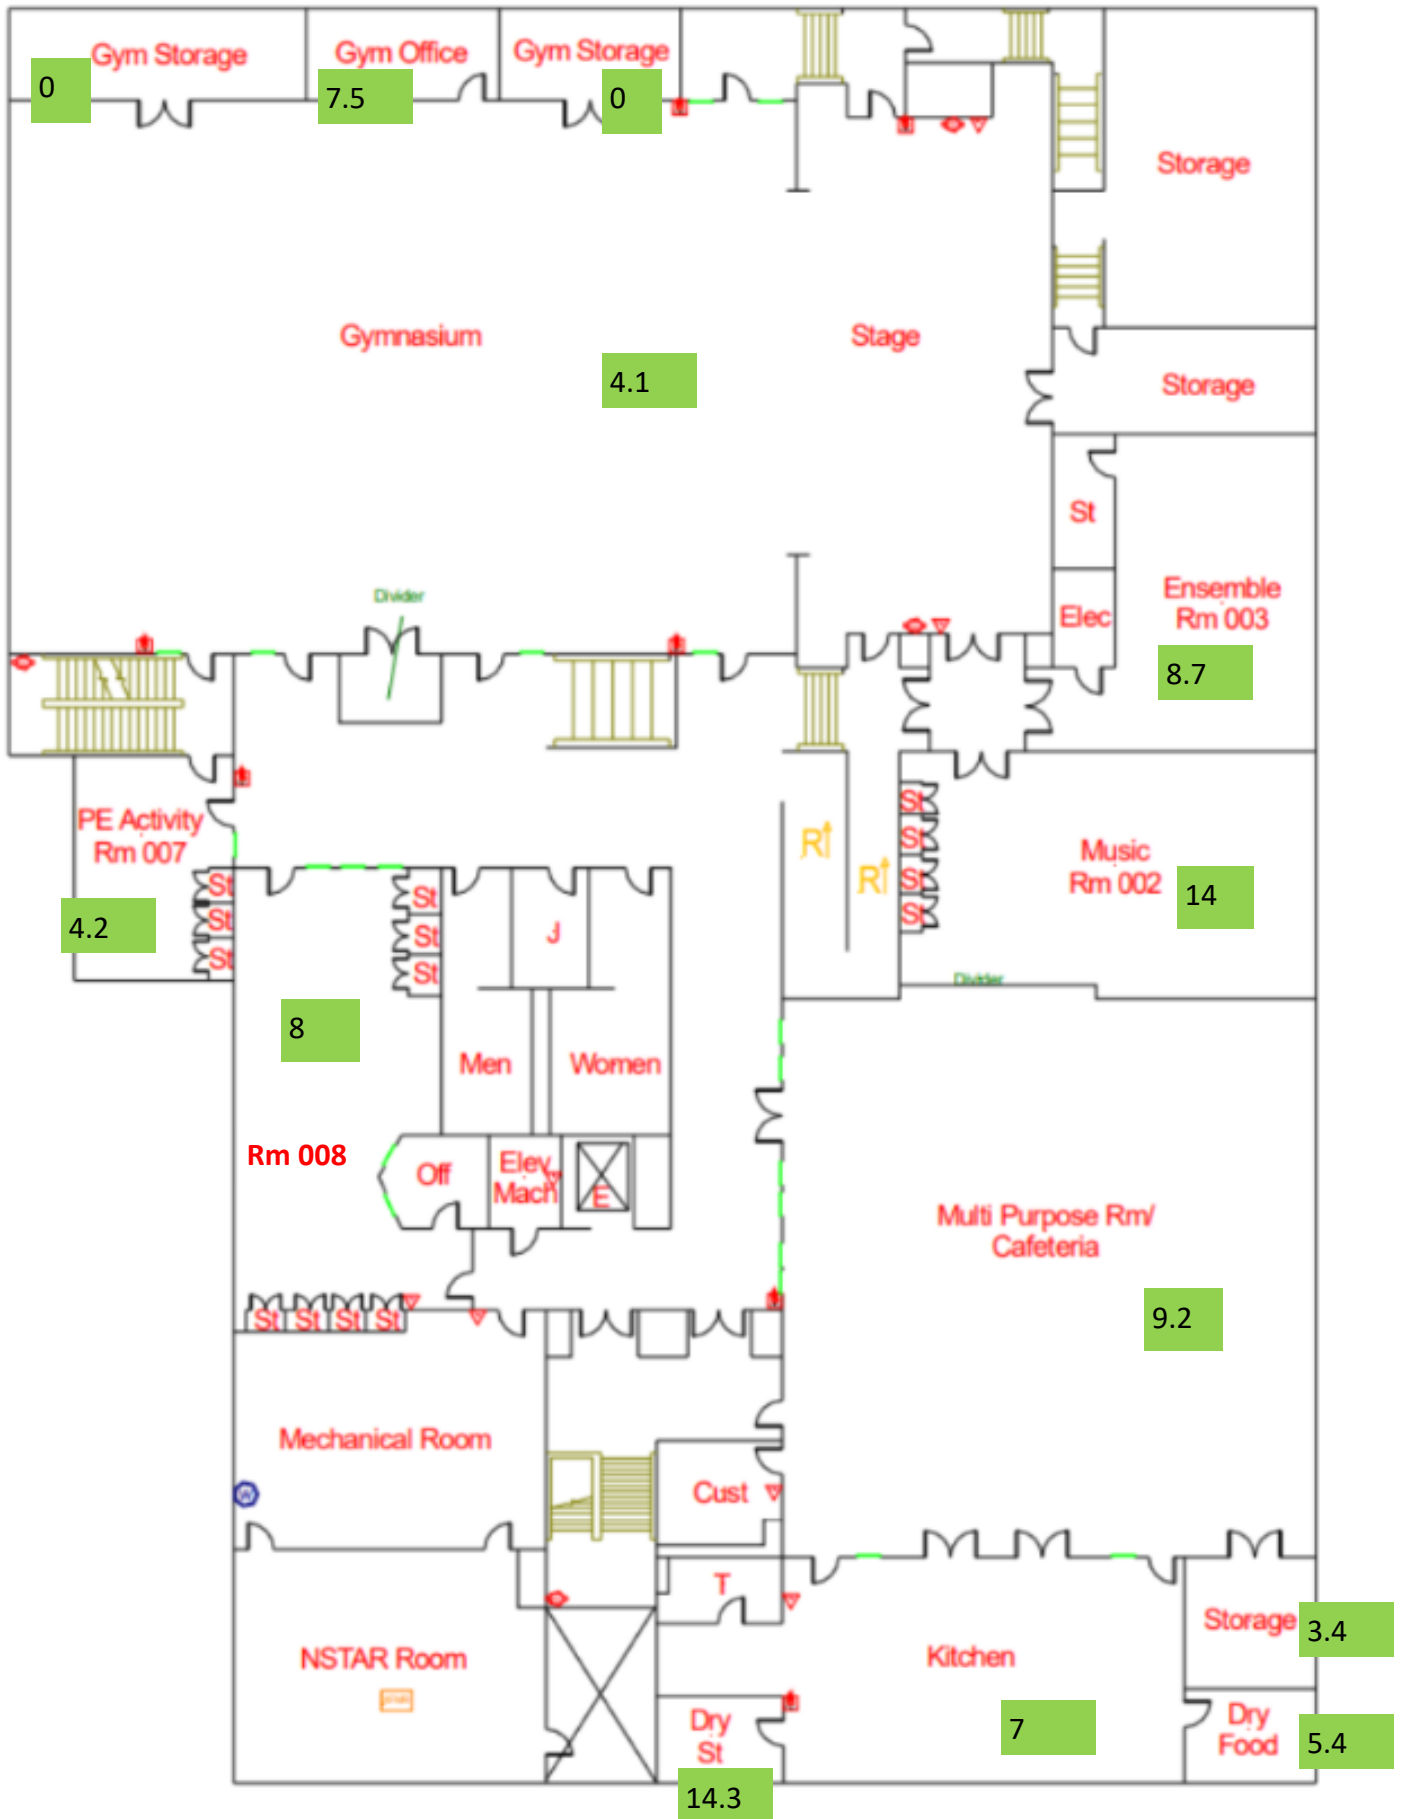 Gym Storage
Gym Office
Gym Storage
0
7.5
0
Storage
Gymnasium
Stage
4.1
Storage
St
Divider
Ensemble
Rm 003
Elec
8.7
PE Activity
Rm 007
4.2
St
St
St
St
St
St
J
R
R
St
St
St
St
Music
Rm 002
14
Divider
8
Men
Women
Rm 008
Off
Elev
Mach
E
Multi Purpose Rm/
Cafeteria
9.2
St
St
St
St
Mechanical Room
W
Cust
T
Storage
3.4
NSTAR Room
Kitchen
7
Dry
St
14.3
Dry
Food
5.4